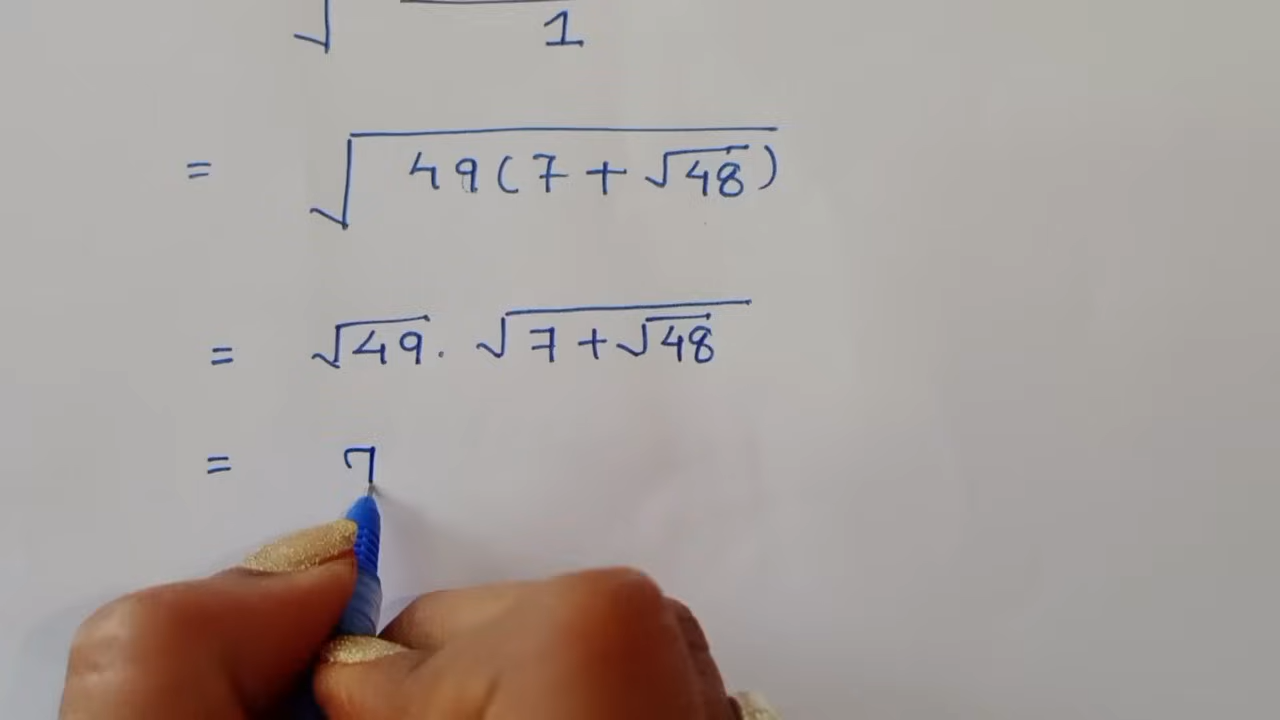 √ 1
= √49(7 + √48)
= √49 . √7 + √48
= 7